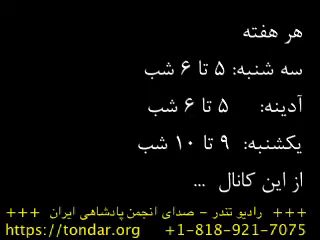 هر هفته
سه شنبه: ۵ تا ۶ شب
آدینه: ۵ تا ۶ شب
یکشنبه: ۹ تا ۱۰ شب
از این کانال ...
+++ رادیو تندر - صدای انجمن پادشاهی ایران +++
https://tondar.org +1-818-921-7075